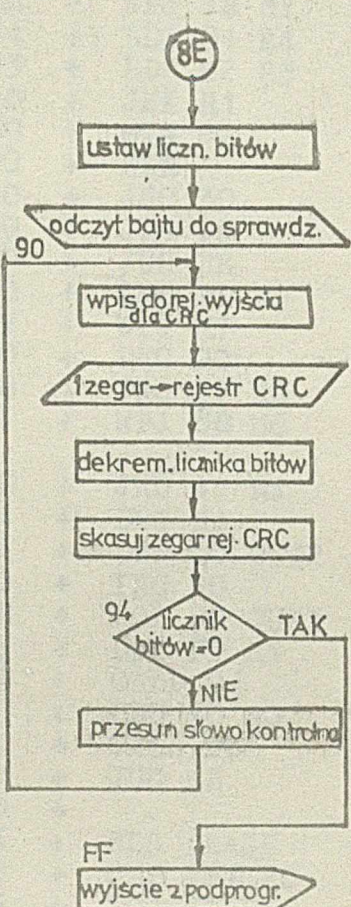 8E
ustaw liczn. bitów
odczyt bajtu do sprawdz.
90
wpis do rej. wyjścia
dla CRC
1 zegar→rejestr CRC
dekrem. licznika bitów
skasuj zegar rej. CRC
94
licznik
bitów=0
TAK
NIE
przesuń słowo kontrolne
FF
wyjście z podprogr.